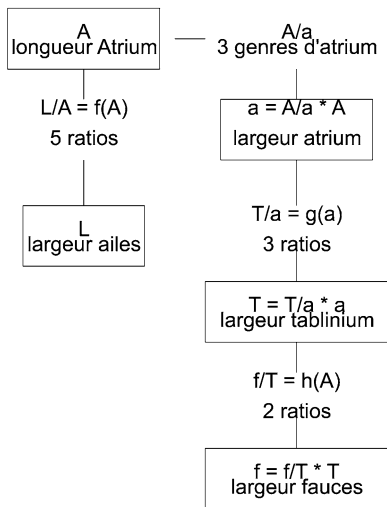 A
longueur Atrium
A/a
3 genres d'atrium
L/A = f(A)
5 ratios
L
largeur ailes
a = A/a * A
largeur atrium
T/a = g(a)
3 ratios
T = T/a * a
largeur tablinium
f/T = h(A)
2 ratios
f = f/T * T
largeur fauces